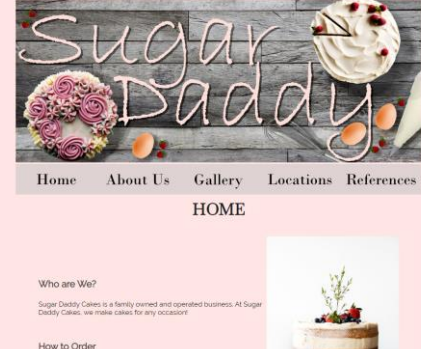 Sugar
Daddy
Home About Us Gallery Locations References
HOME
Who are We?
Sugar Daddy Cakes is a family owned and operated business. At Sugar
Daddy Cakes, we make cakes for any occasion!
How to Order